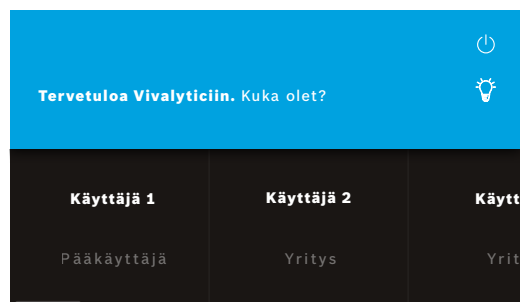 Tervetuloa Vivalyticiin. Kuka olet?
Käyttäjä 1
Käyttäjä 2
Pääkäyttäjä
Yritys